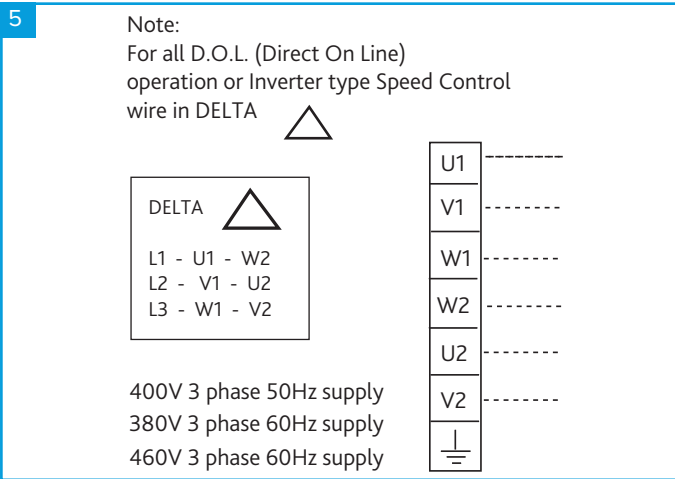 5
Note:
For all D.O.L. (Direct On Line)
operation or Inverter type Speed Control
wire in DELTA
DELTA
L1 - U1 - W2
L2 - V1 - U2
L3 - W1 - V2
400V 3 phase 50Hz supply
380V 3 phase 60Hz supply
460V 3 phase 60Hz supply
U1
V1
W1
W2
U2
V2